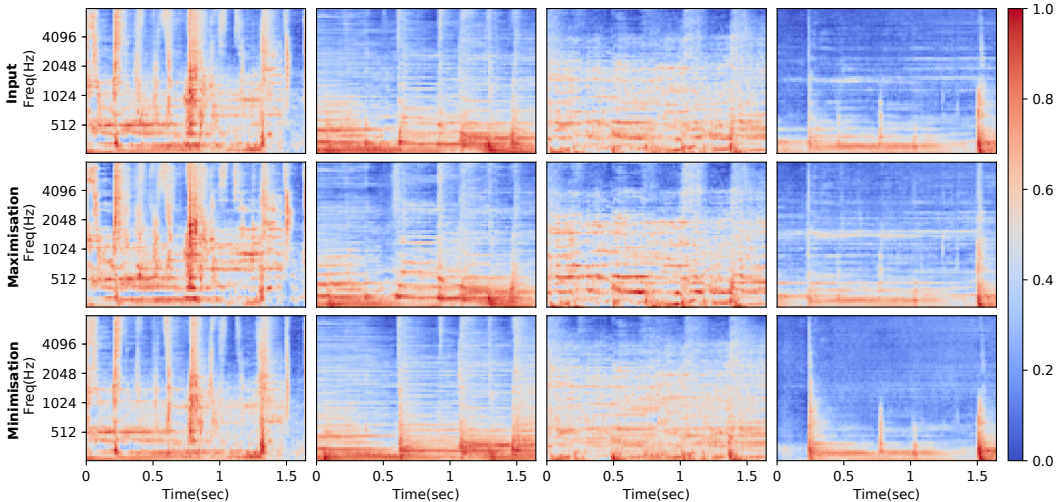 Input
Freq(Hz)
4096
2048
1024
512
Maximisation
Freq(Hz)
4096
2048
1024
512
Minimisation
Freq(Hz)
4096
2048
1024
512
0 0.5 1 1.5
Time(sec)
0 0.5 1 1.5
Time(sec)
0 0.5 1 1.5
Time(sec)
0 0.5 1 1.5
Time(sec)
1.0
0.8
0.6
0.4
0.2
0.0